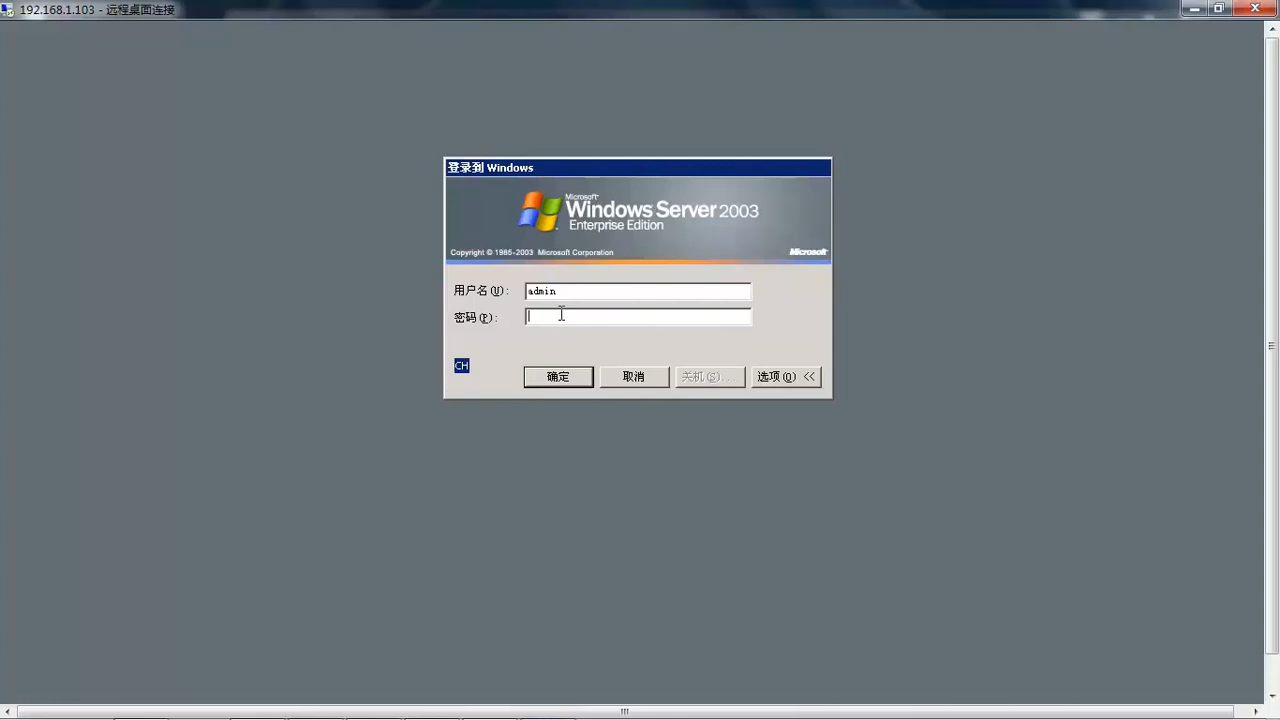 192.168.1.103 - 远程桌面连接
登录到 Windows
Microsoft
Windows Server 2003
Enterprise Edition
Copyright © 1985-2003 Microsoft Corporation
Microsoft
用户名(U):
admin
密码(P):
CH
确定
取消
关机(S)...
选项(O) <<